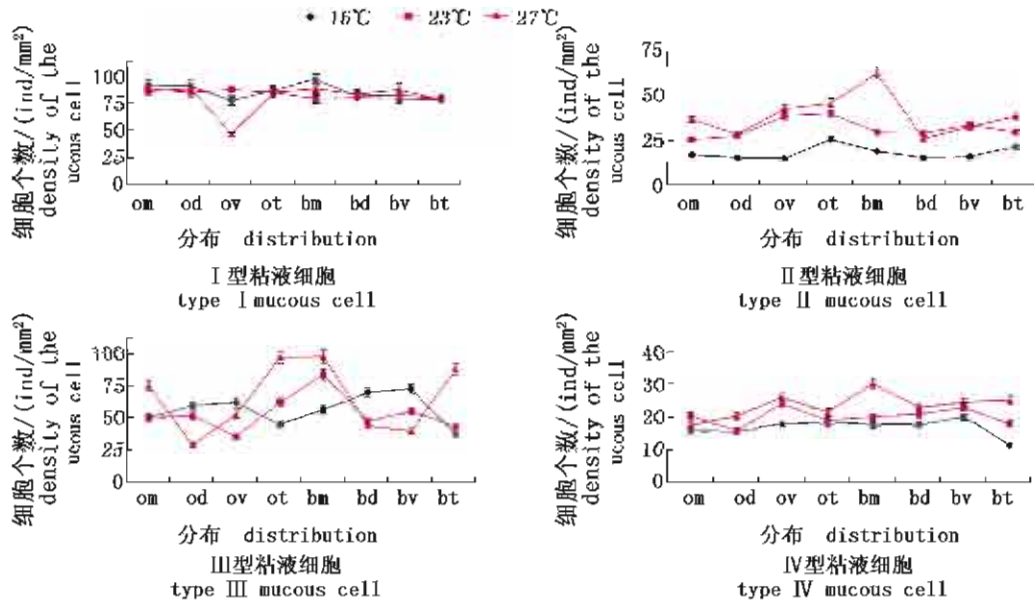 16℃ 23℃ 27℃
细胞个数/(ind/mm²)
density of the
ucous cell
100
75
50
25
0
om od ov ot bm bd bv bt
分布 distribution
Ⅰ型粘液细胞
type Ⅰ mucous cell
细胞个数/(ind/mm²)
density of the
ucous cell
75
50
25
0
om od ov ot bm bd bv bt
分布 distribution
Ⅱ型粘液细胞
type Ⅱ mucous cell
细胞个数/(ind/mm²)
density of the
ucous cell
100
75
50
25
0
om od ov ot bm bd bv bt
分布 distribution
Ⅲ型粘液细胞
type Ⅲ mucous cell
细胞个数/(ind/mm²)
density of the
ucous cell
40
30
20
10
0
om od ov ot bm bd bv bt
分布 distribution
Ⅳ型粘液细胞
type Ⅳ mucous cell